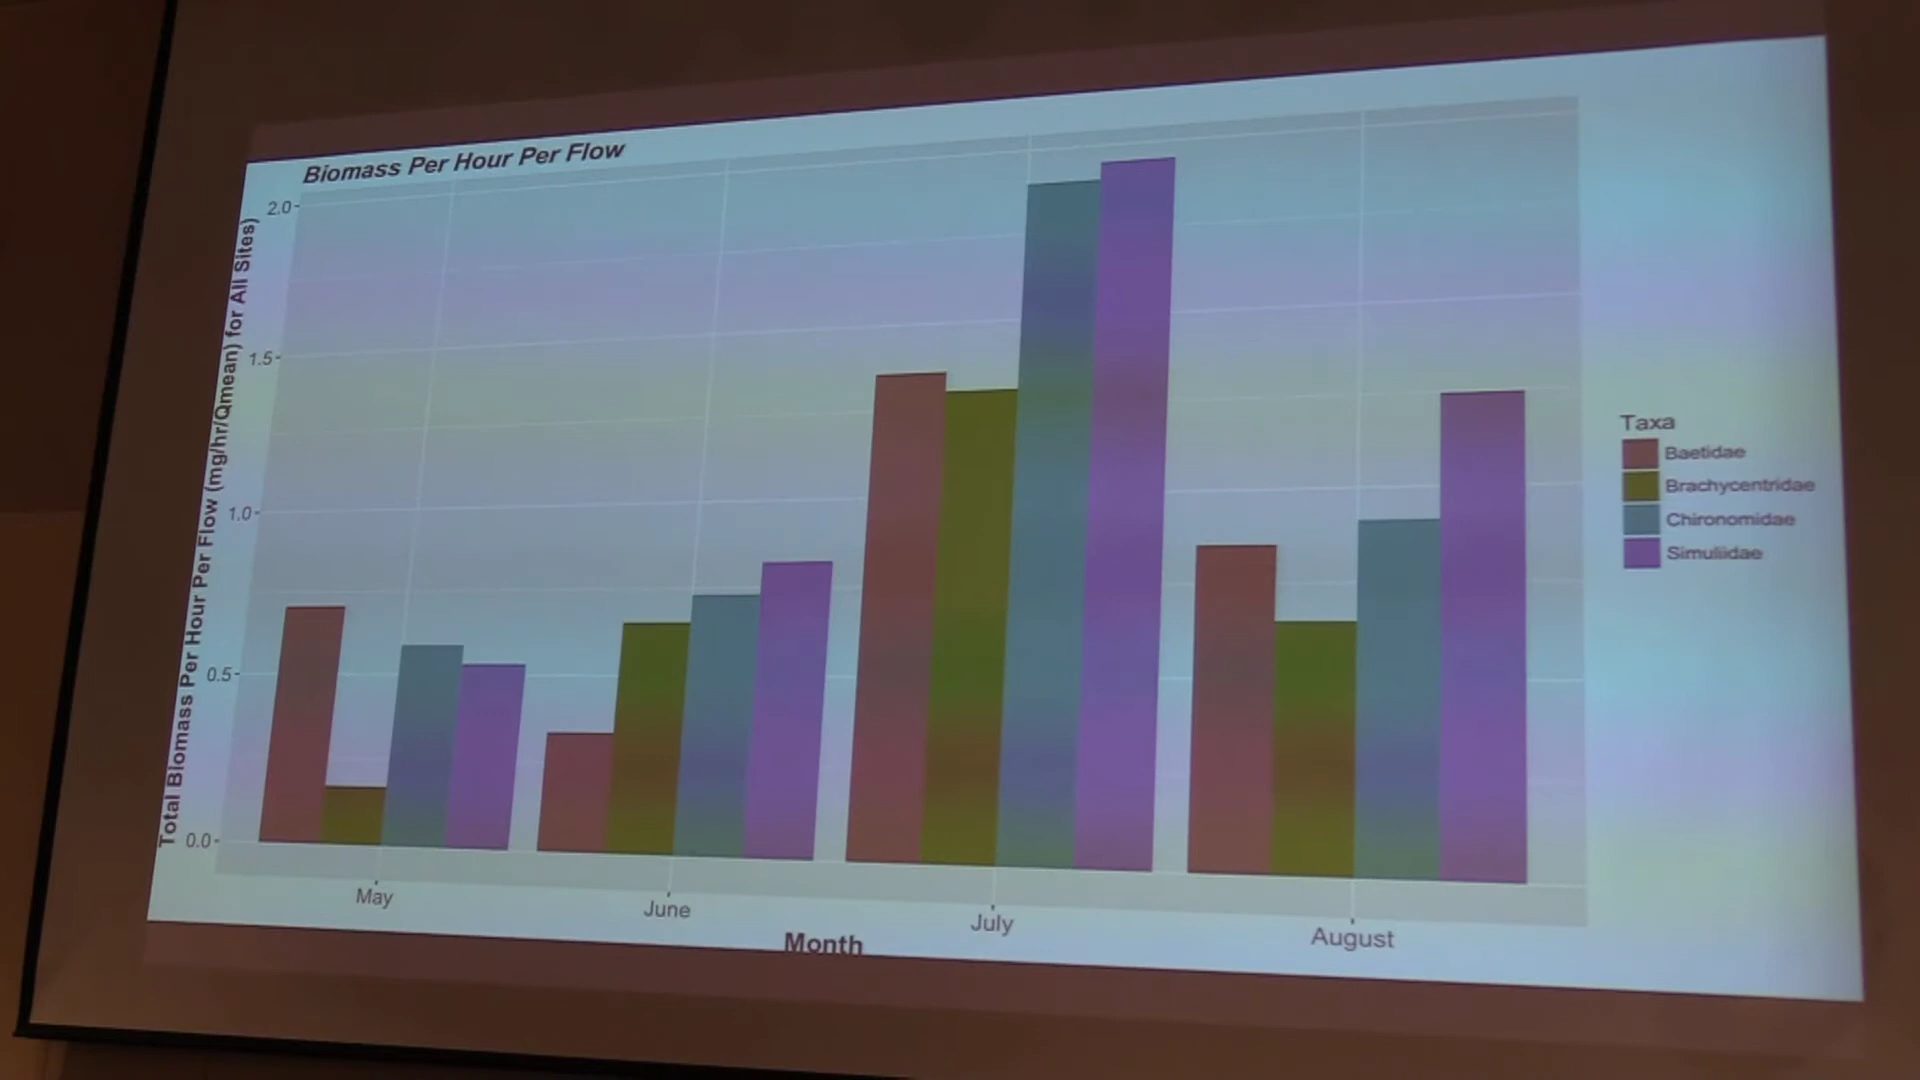 Biomass Per Hour Per Flow
Total Biomass Per Hour Per Flow (mg/hr/Qmean) for All Sites)
2.0
1.5
1.0
0.5
0.0
May
June
July
August
Month
Taxa
Baetidae
Brachycentridae
Chironomidae
Simuliidae